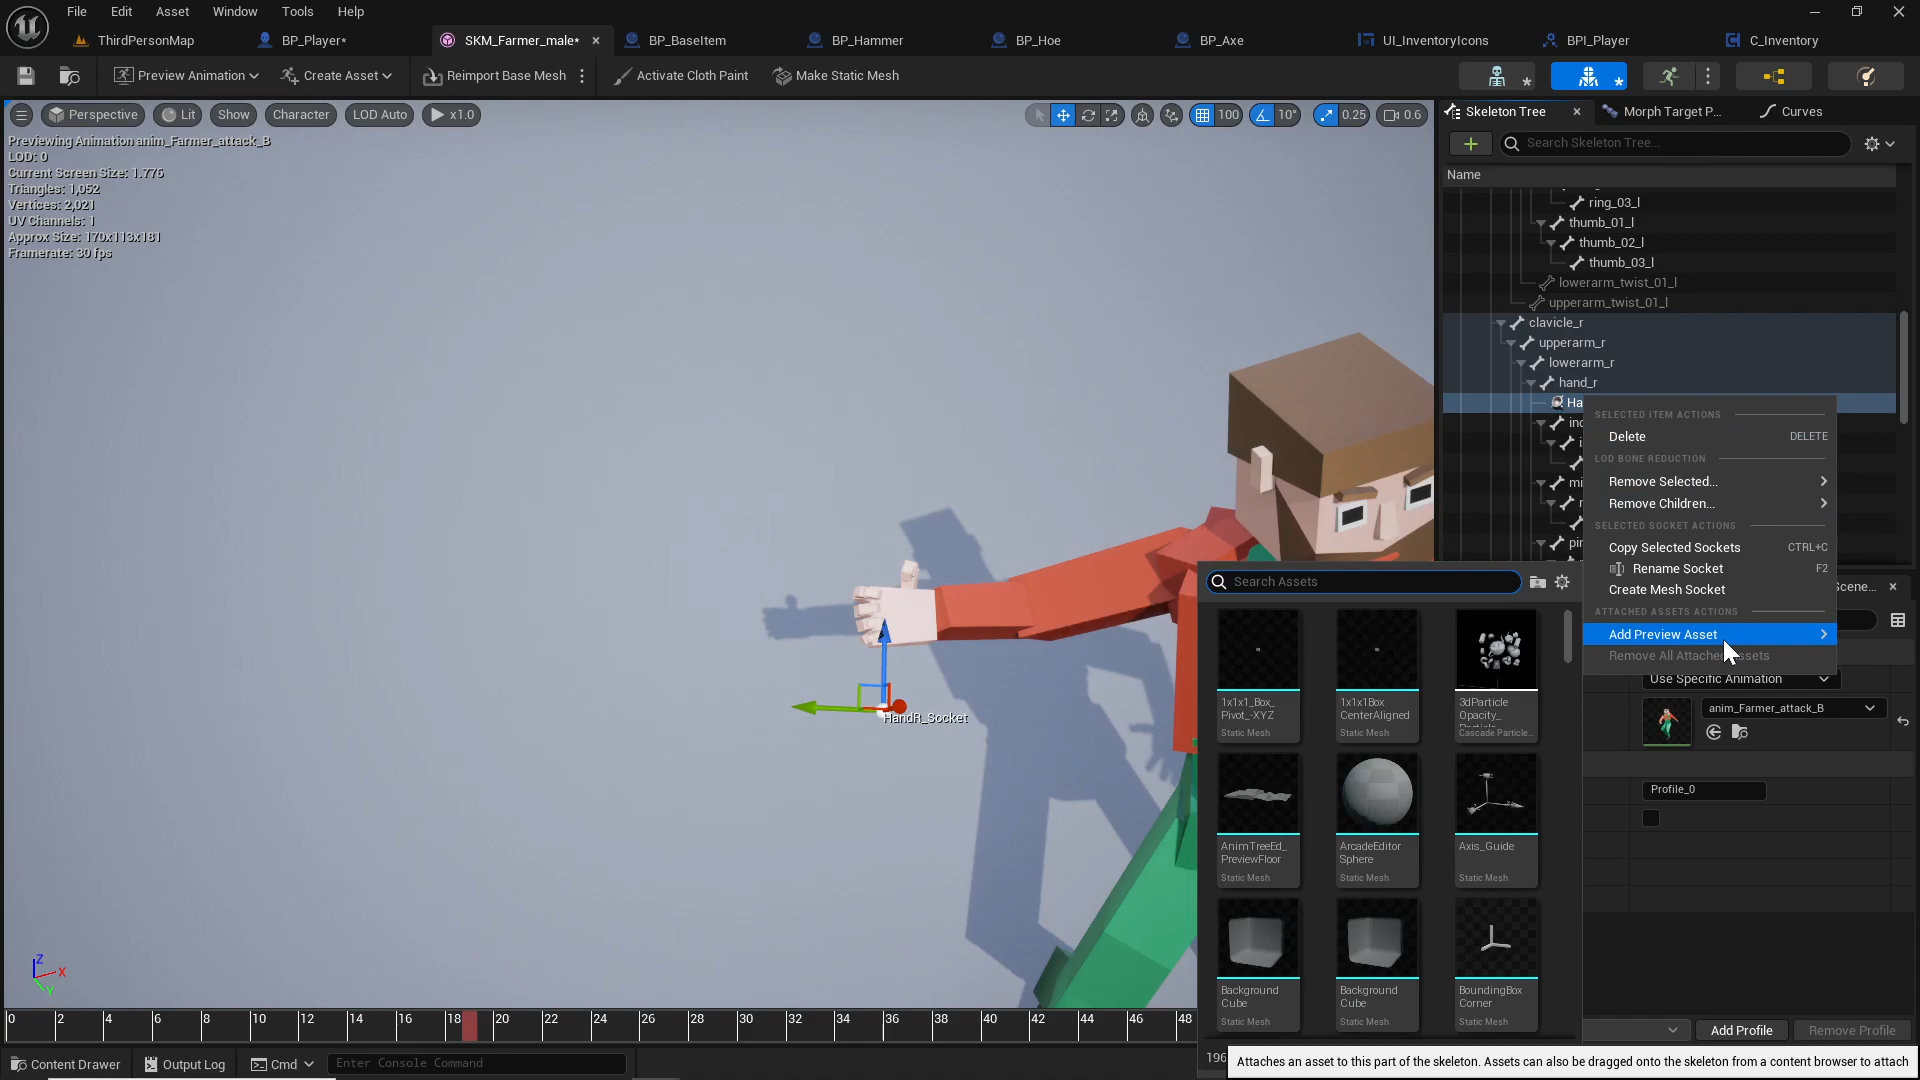 File Edit Asset Window Tools Help
ThirdPersonMap BP_Player* SKM_Farmer_male* BP_BaseItem BP_Hammer BP_Hoe BP_Axe UI_InventoryIcons BPI_Player C_Inventory
Preview Animation Create Asset Reimport Base Mesh Activate Cloth Paint Make Static Mesh
Perspective Lit Show Character LOD Auto x1.0 100 10° 0.25 0.6
Skeleton Tree Morph Target P... Curves
Search Skeleton Tree...
Name
Previewing Animation anim_Farmer_attack_B
LOD: 0
Current Screen Size: 1.775
Triangles: 1,052
Vertices: 2,021
UV Channels: 1
Approx Size: 170x113x181
Framerate: 30 fps
ring_03_l
thumb_01_l
thumb_02_l
thumb_03_l
lowerarm_twist_01_l
upperarm_twist_01_l
clavicle_r
upperarm_r
lowerarm_r
hand_r
Ha
SELECTED ITEM ACTIONS
Delete DELETE
LOD BONE REDUCTION
Remove Selected...
Remove Children...
SELECTED SOCKET ACTIONS
Copy Selected Sockets CTRL+C
Rename Socket F2
Create Mesh Socket
ATTACHED ASSETS ACTIONS
Add Preview Asset
Remove All Attache ssets
Scene...
Use Specific Animation
anim_Farmer_attack_B
Profile_0
Add Profile Remove Profile
HandR_Socket
Search Assets
1x1x1_Box_
Pivot_-XYZ
Static Mesh
1x1x1Box
CenterAligned
Static Mesh
3dParticle
Opacity_
Cascade Particle...
AnimTreeEd_
PreviewFloor
Static Mesh
ArcadeEditor
Sphere
Static Mesh
Axis_Guide
Static Mesh
Background
Cube
Static Mesh
Background
Cube
Static Mesh
BoundingBox
Corner
Static Mesh
196
Attaches an asset to this part of the skeleton. Assets can also be dragged onto the skeleton from a content browser to attach
Z
X
Y
0 2 4 6 8 10 12 14 16 18 20 22 24 26 28 30 32 34 36 38 40 42 44 46 48
Content Drawer Output Log Cmd Enter Console Command